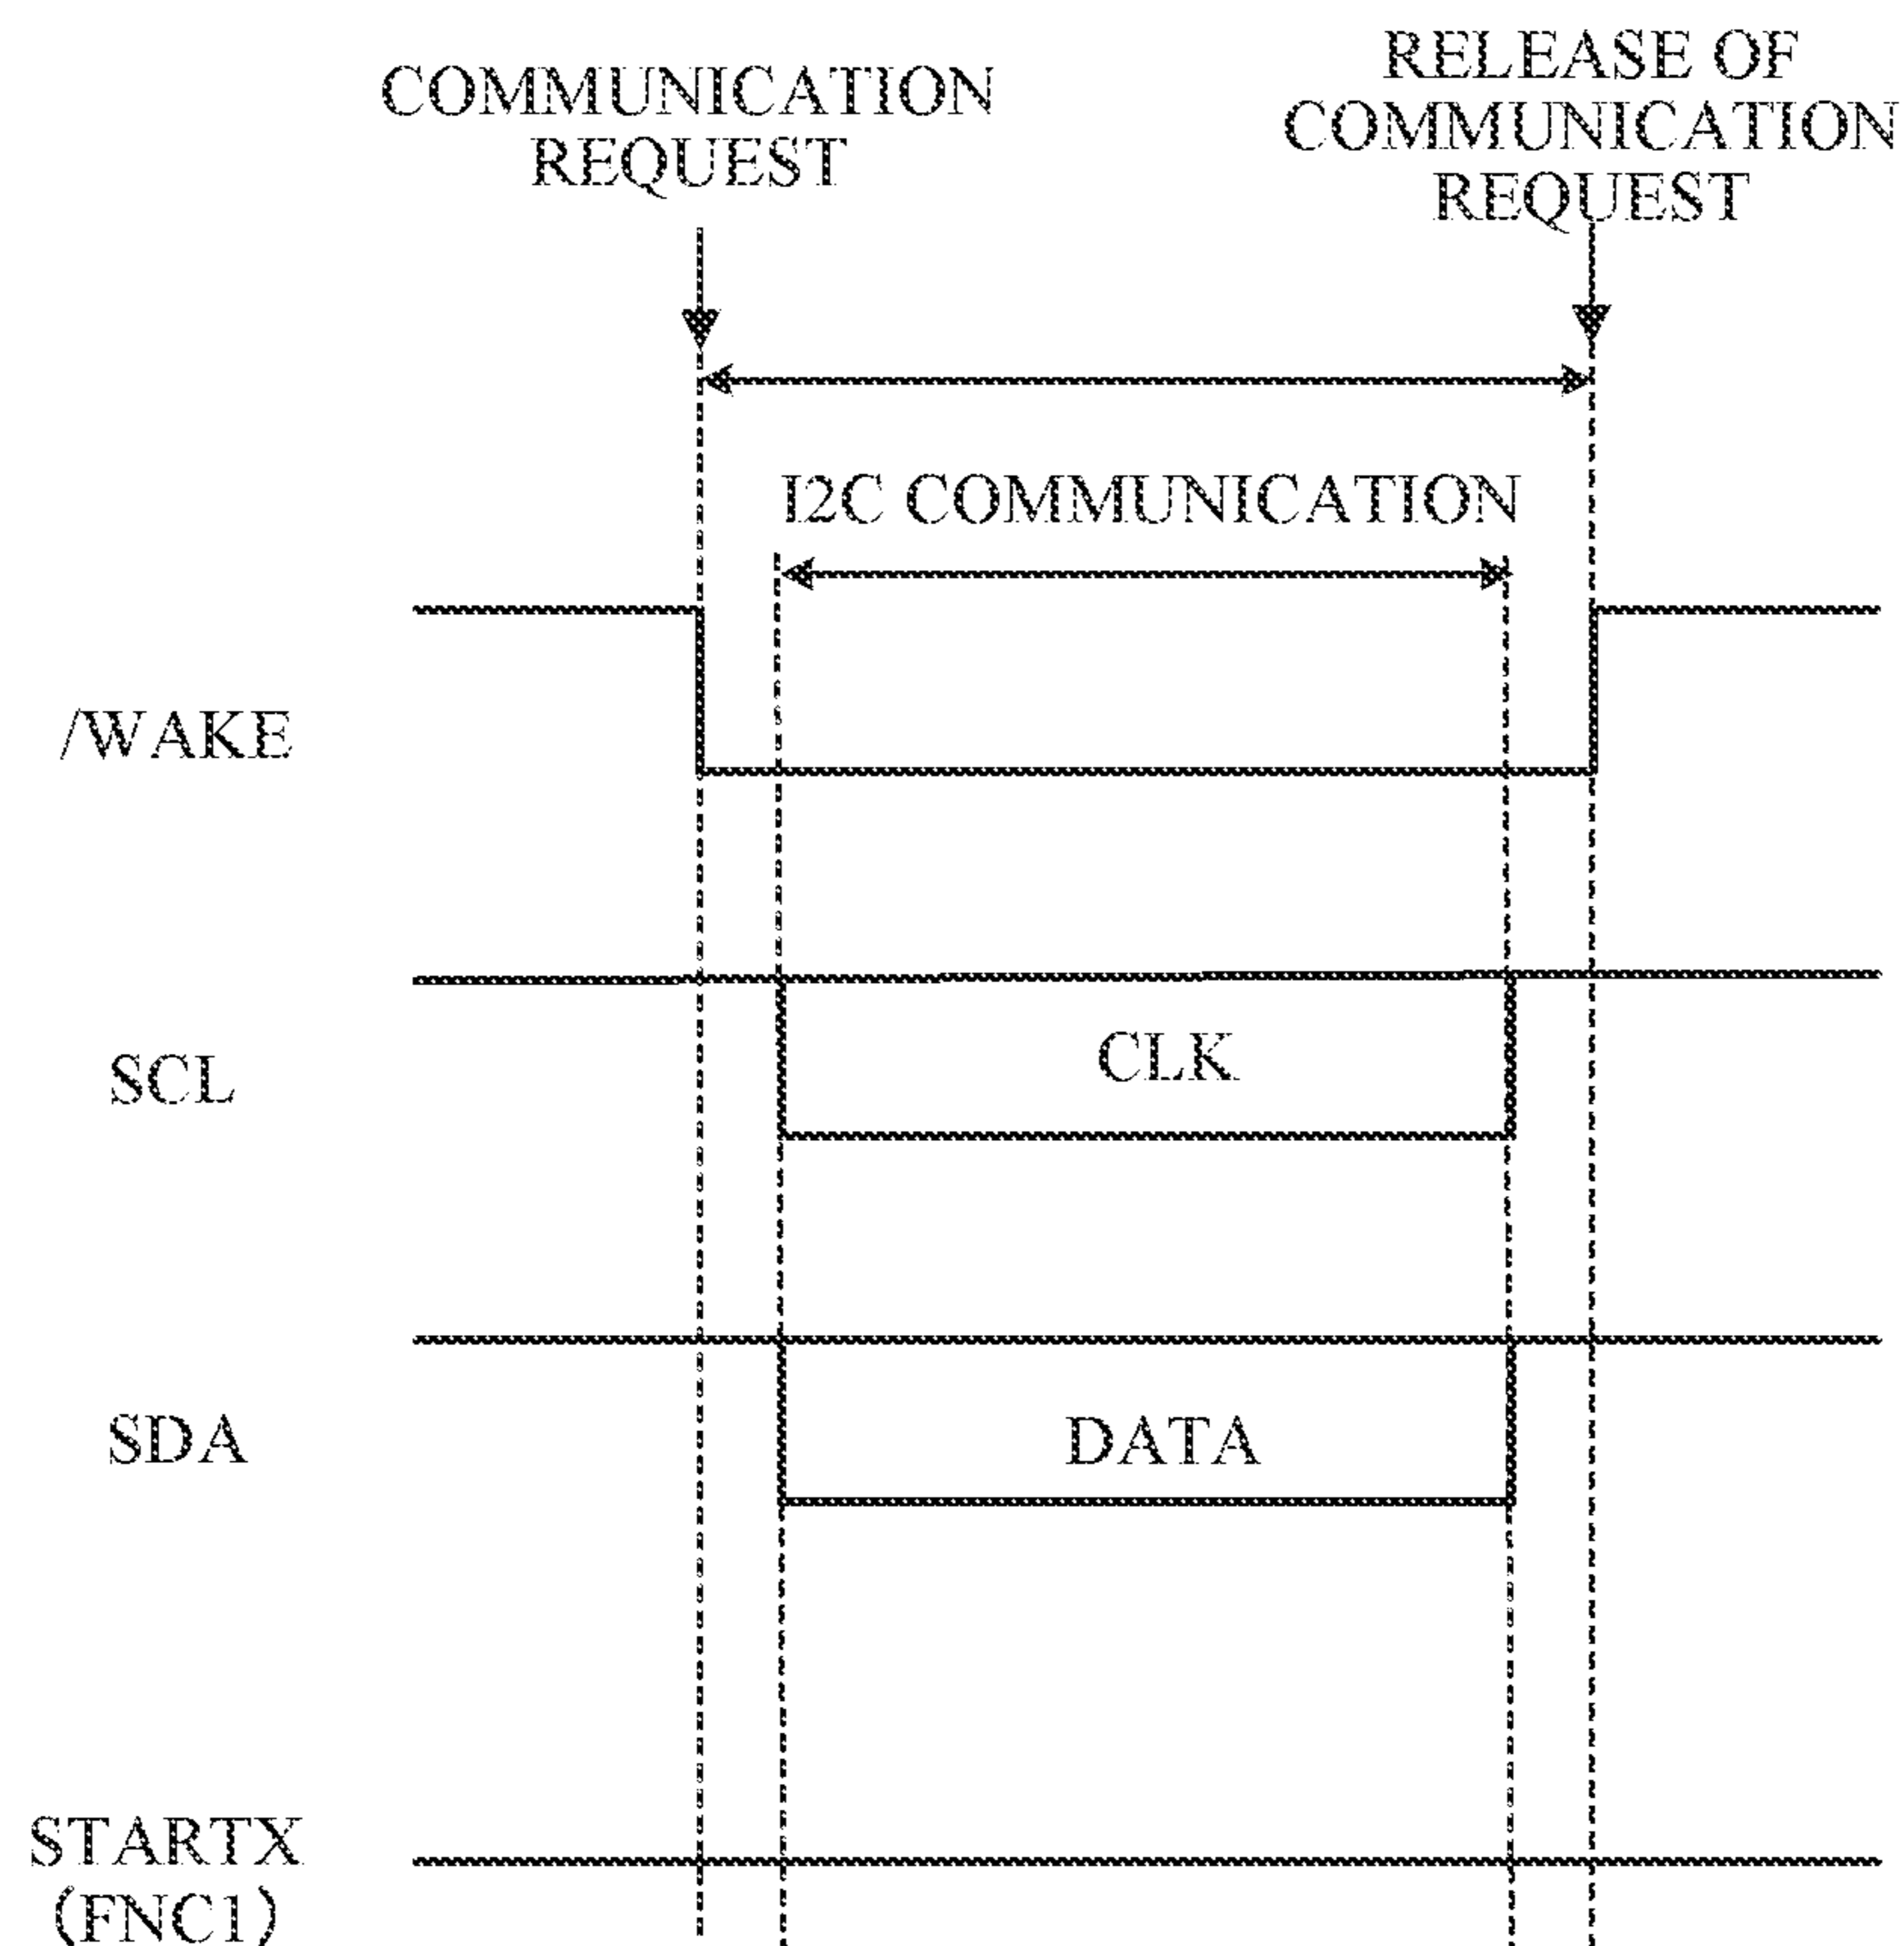 COMMUNICATION
REQUEST
RELEASE OF
COMMUNICATION
REQUEST
I2C COMMUNICATION
/WAKE
SCL
CLK
SDA
DATA
STARTX
(FNC1)